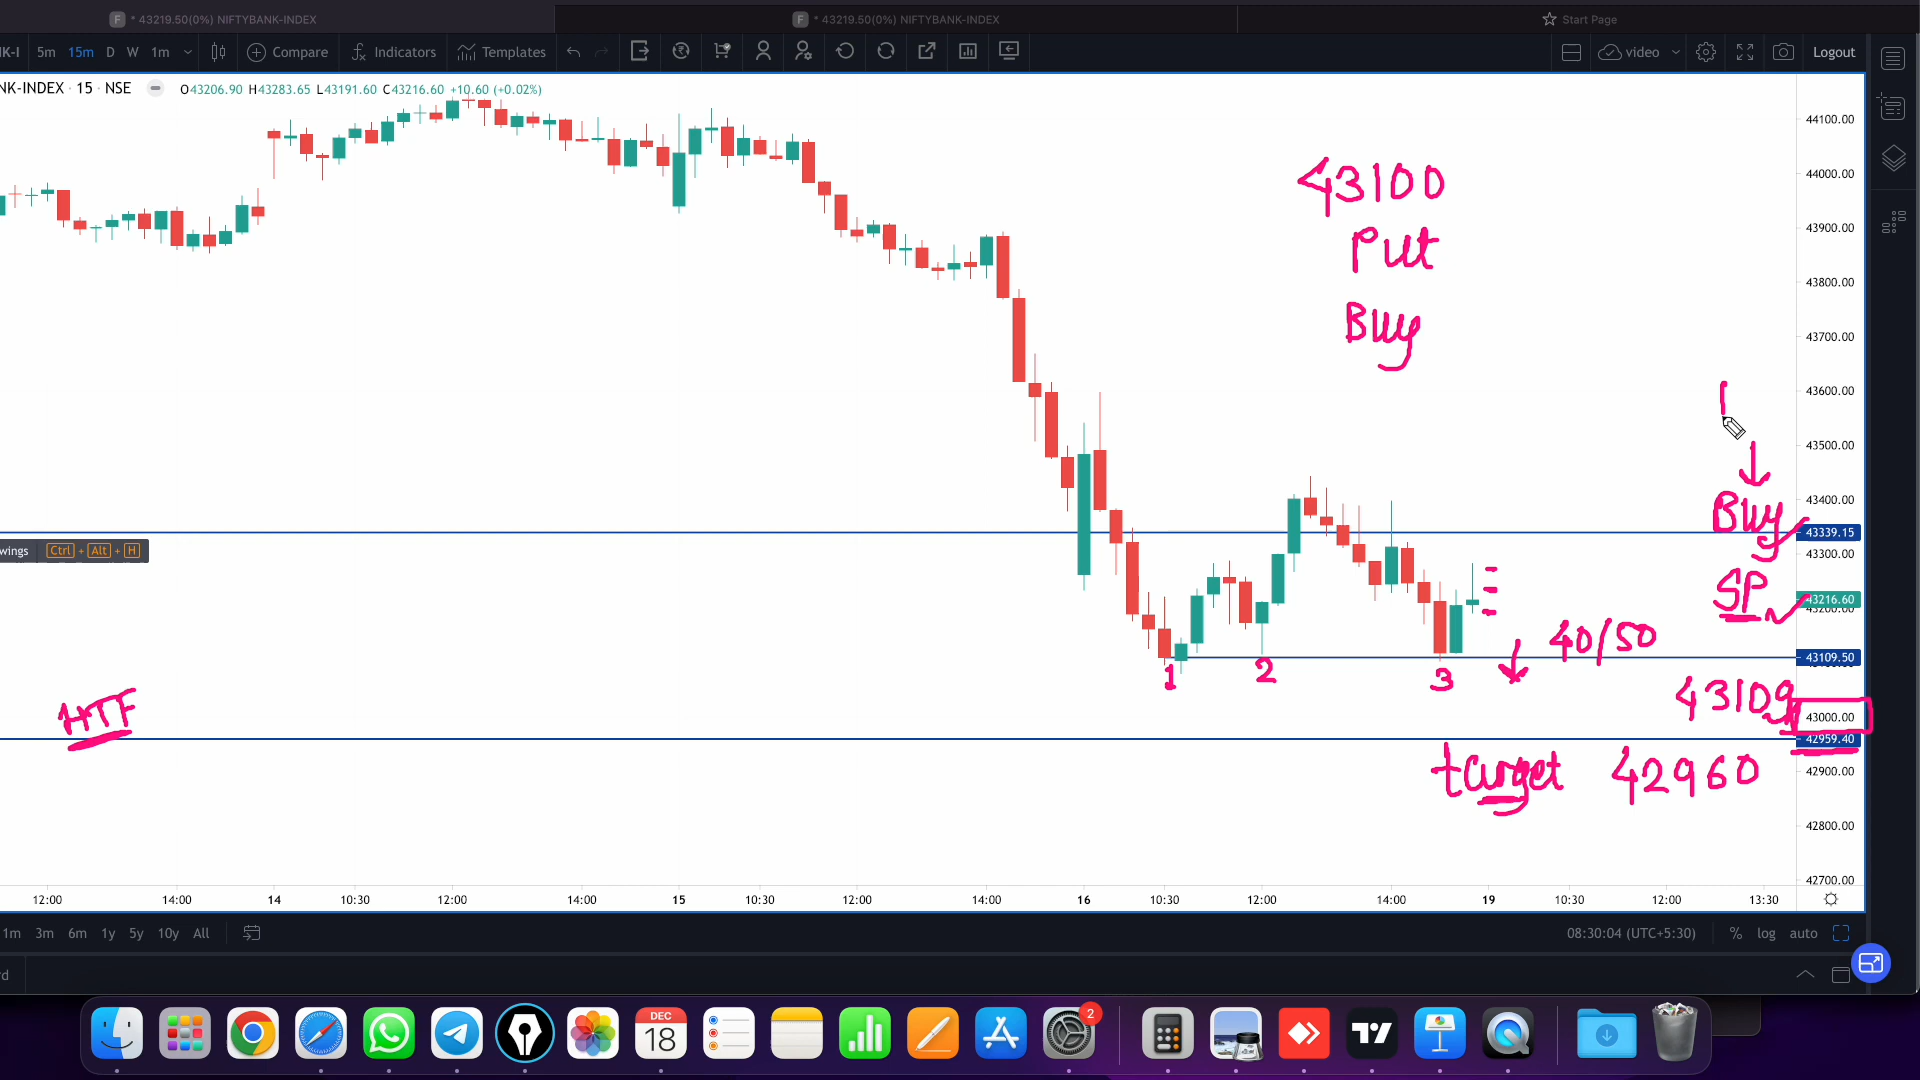 * 43219.50(0%) NIFTYBANK-INDEX
* 43219.50(0%) NIFTYBANK-INDEX
Start Page
K-I 5m 15m D W 1m Compare Indicators Templates video Logout
NK-INDEX · 15 · NSE O43206.90 H43283.65 L43191.60 C43216.60 +10.60 (+0.02%)
44100.00
44000.00
43900.00
43800.00
43700.00
43600.00
43500.00
43400.00
43339.15
43300.00
43216.60
43200.00
43109.50
43000.00
42959.40
42900.00
42800.00
42700.00
43100
Put
Buy
Buy
SP
wings Ctrl + Alt + H
40/50
1 2 3
43109
HTF
target 42960
12:00 14:00 14 10:30 12:00 14:00 15 10:30 12:00 14:00 16 10:30 12:00 14:00 19 10:30 12:00 13:30
1m 3m 6m 1y 5y 10y All
08:30:04 (UTC+5:30) % log auto
rd
DEC
18
2